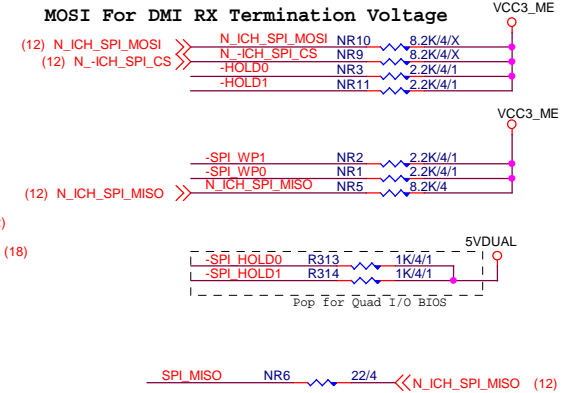 MOSI For DMI RX Termination Voltage
VCC3_ME
(12) N_ICH_SPI_MOSI N_ICH_SPI_MOSI NR10 8.2K/4/X
(12) N_-ICH_SPI_CS N_-ICH_SPI_CS NR9 8.2K/4/X
-HOLD0 NR3 2.2K/4/1
-HOLD1 NR11 2.2K/4/1
VCC3_ME
-SPI_WP1 NR2 2.2K/4/1
-SPI_WP0 NR1 2.2K/4/1
(12) N_ICH_SPI_MISO N_ICH_SPI_MISO NR5 8.2K/4
)
(18)
5VDUAL
-SPI_HOLD0 R313 1K/4/1
-SPI_HOLD1 R314 1K/4/1
Pop for Quad I/O BIOS
SPI_MISO NR6 22/4 N_ICH_SPI_MISO (12)